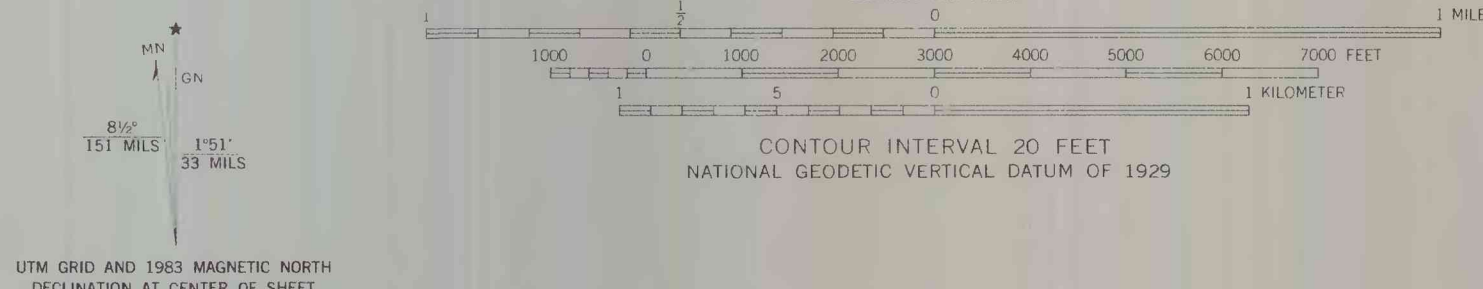 MN
GN
8½°
151 MILS
1°51'
33 MILS
UTM GRID AND 1983 MAGNETIC NORTH
DECLINATION AT CENTER OF SHEET
1 ½ 0 1 MILE
1000 0 1000 2000 3000 4000 5000 6000 7000 FEET
1 5 0 1 KILOMETER
CONTOUR INTERVAL 20 FEET
NATIONAL GEODETIC VERTICAL DATUM OF 1929